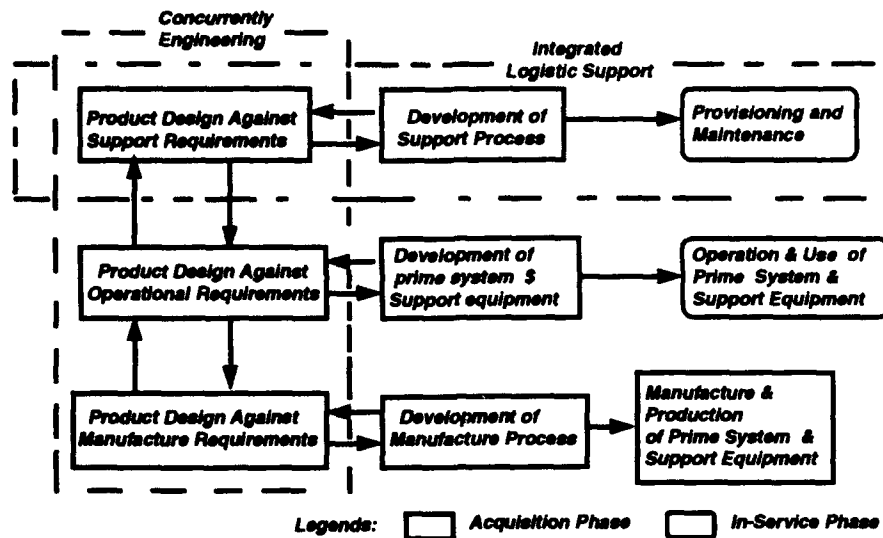 Concurrently
Engineering
Integrated
Logistic Support
Product Design Against
Support Requirements
Development of
Support Process
Provisioning and
Maintenance
Product Design Against
Operational Requirements
Development of
prime system $
Support equipment
Operation & Use of
Prime System &
Support Equipment
Product Design Against
Manufacture Requirements
Development of
Manufacture Process
Manufacture &
Production
of Prime System &
Support Equipment
Legends:
Acquisition Phase
In-Service Phase